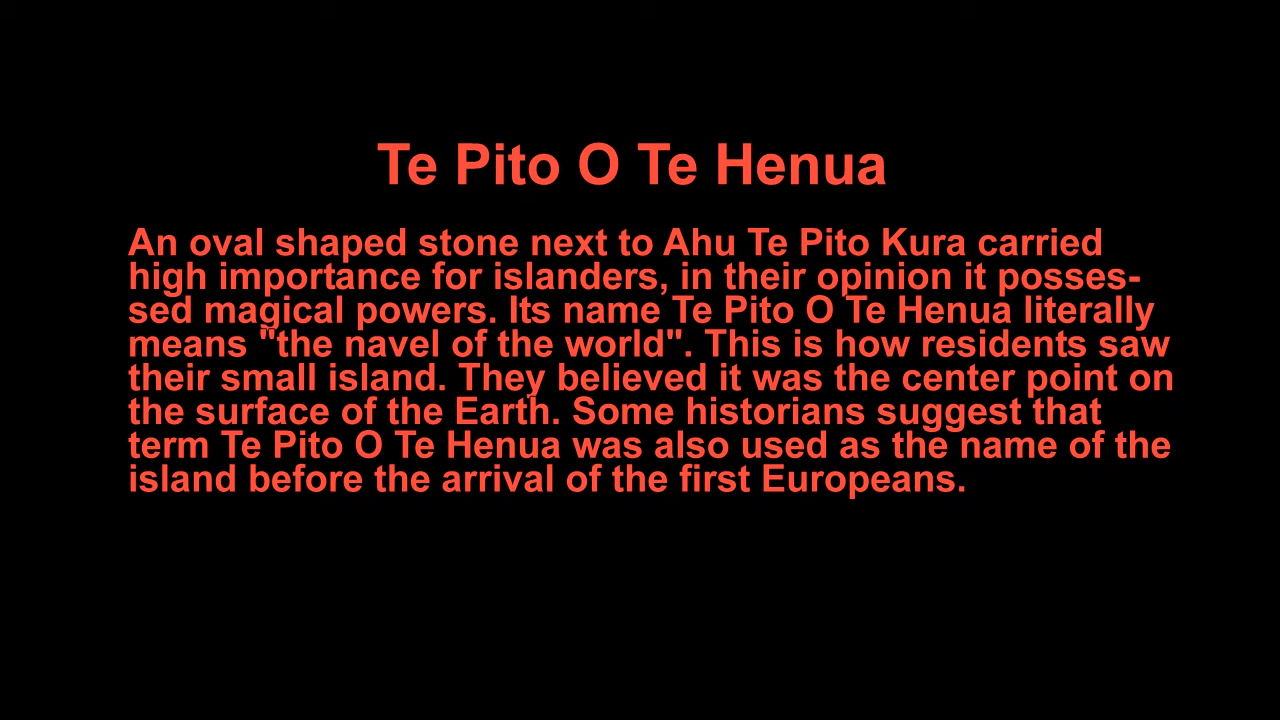 Te Pito O Te Henua
An oval shaped stone next to Ahu Te Pito Kura carried
high importance for islanders, in their opinion it posses-
sed magical powers. Its name Te Pito O Te Henua literally
means "the navel of the world". This is how residents saw
their small island. They believed it was the center point on
the surface of the Earth. Some historians suggest that
term Te Pito O Te Henua was also used as the name of the
island before the arrival of the first Europeans.